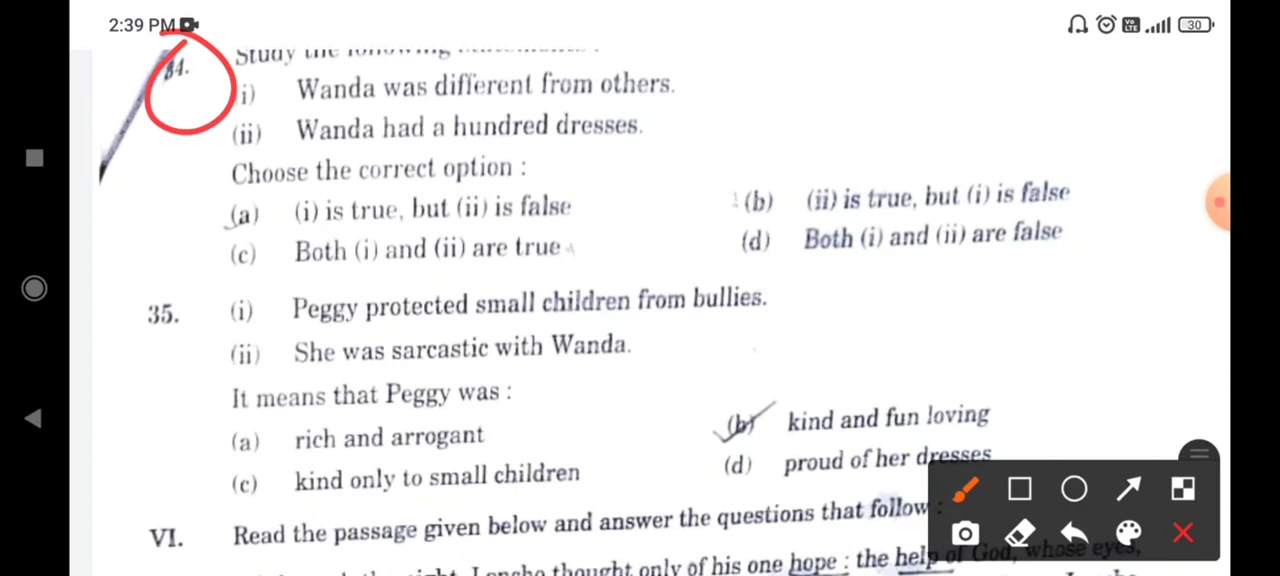 2:39 PM
30
34. Study the following
(i) Wanda was different from others.
(ii) Wanda had a hundred dresses.
Choose the correct option :
(a) (i) is true, but (ii) is false (b) (ii) is true, but (i) is false
(c) Both (i) and (ii) are true (d) Both (i) and (ii) are false
35. (i) Peggy protected small children from bullies.
(ii) She was sarcastic with Wanda.
It means that Peggy was :
(a) rich and arrogant (b) kind and fun loving
(c) kind only to small children (d) proud of her dresses
VI. Read the passage given below and answer the questions that follow :
thought only of his one hope : the help of God, whose eyes,